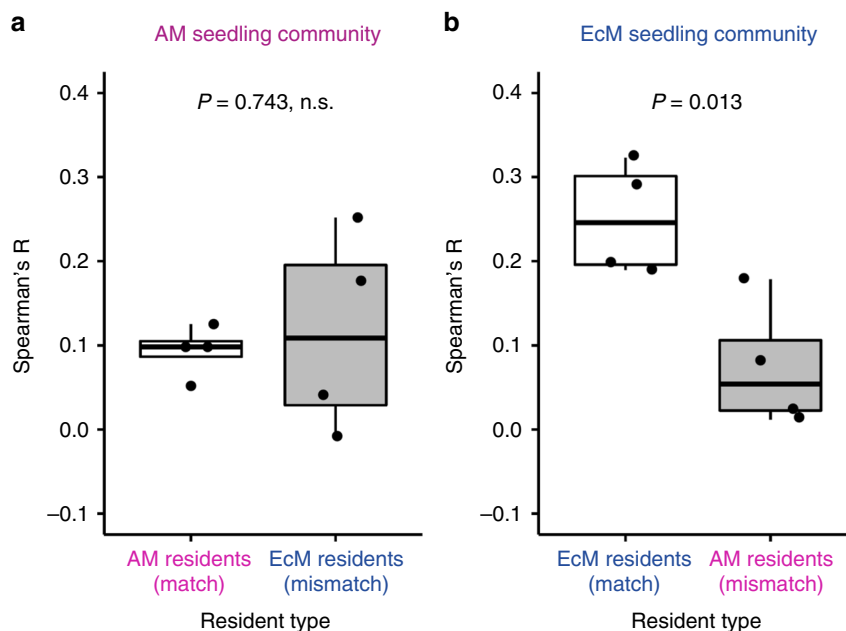 a
AM seedling community
P = 0.743, n.s.
0.4
0.3
0.2
0.1
0.0
–0.1
Spearman's R
AM residents
(match)
EcM residents
(mismatch)
Resident type
b
EcM seedling community
P = 0.013
0.4
0.3
0.2
0.1
0.0
–0.1
Spearman's R
EcM residents
(match)
AM residents
(mismatch)
Resident type